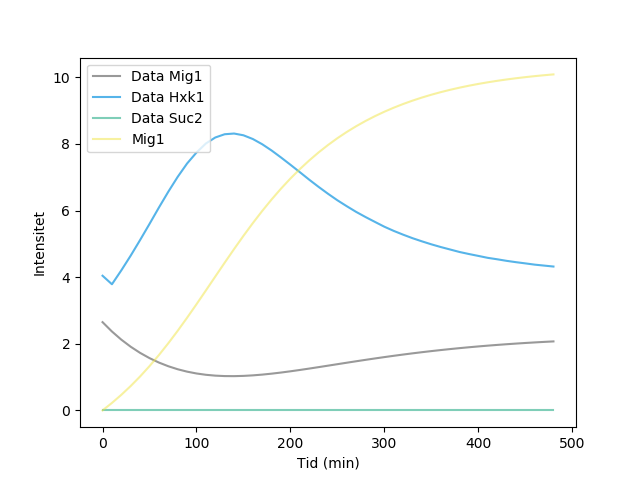 Data Mig1
Data Hxk1
Data Suc2
Mig1
10
8
6
4
2
0
Intensitet
0 100 200 300 400 500
Tid (min)